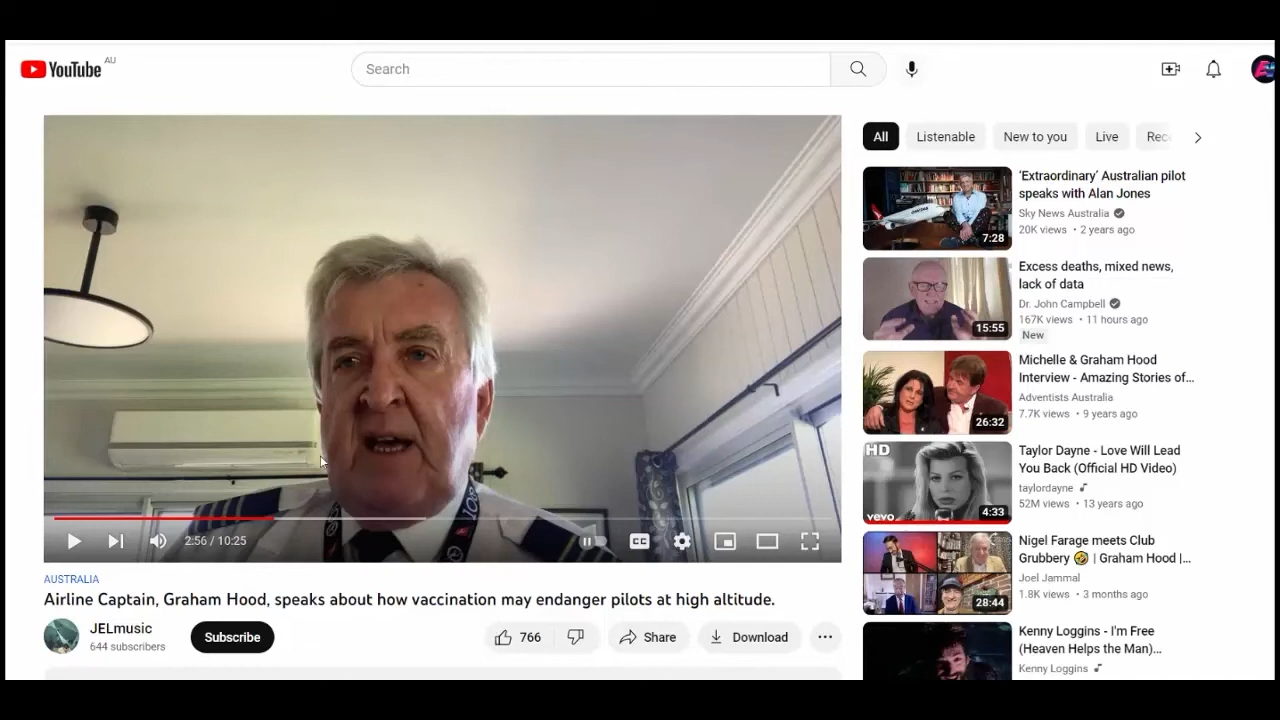 YouTube AU
Search
All Listenable New to you Live Rec
'Extraordinary' Australian pilot
speaks with Alan Jones
Sky News Australia
20K views • 2 years ago
7:28
Excess deaths, mixed news,
lack of data
Dr. John Campbell
167K views • 11 hours ago
New
15:55
Michelle & Graham Hood
Interview - Amazing Stories of...
Adventists Australia
7.7K views • 9 years ago
26:32
HD
Taylor Dayne - Love Will Lead
You Back (Official HD Video)
taylordayne
52M views • 13 years ago
vevo
4:33
Nigel Farage meets Club
Grubbery 🤣 | Graham Hood |...
Joel Jammal
1.8K views • 3 months ago
28:44
Kenny Loggins - I'm Free
(Heaven Helps the Man)...
Kenny Loggins
2:56 / 10:25
CC
AUSTRALIA
Airline Captain, Graham Hood, speaks about how vaccination may endanger pilots at high altitude.
JELmusic
644 subscribers
Subscribe
766
Share
Download